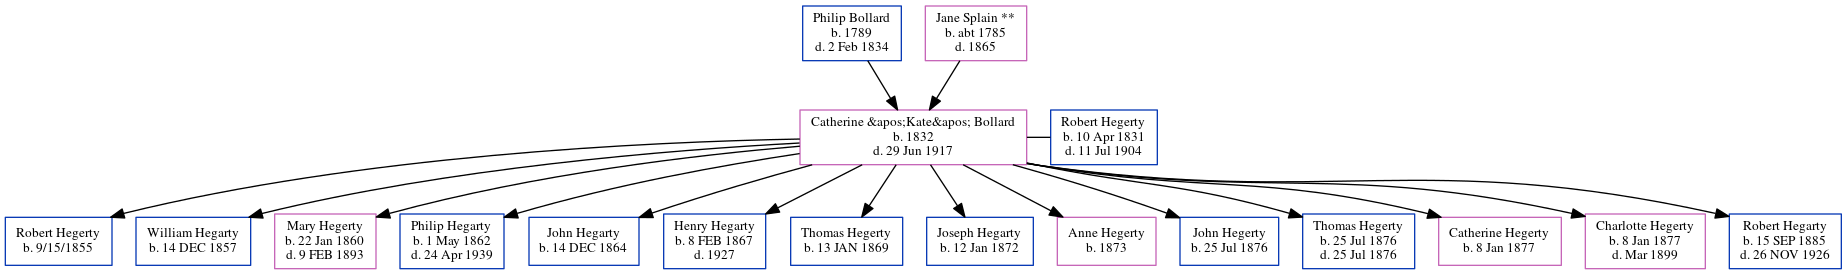 Philip Bollard
b. 1789
d. 2 Feb 1834
Jane Splain **
b. abt 1785
d. 1865
Catherine &apos;Kate&apos; Bollard
b. 1832
d. 29 Jun 1917
Robert Hegerty
b. 10 Apr 1831
d. 11 Jul 1904
Robert Hegerty
b. 9/15/1855
William Hegarty
b. 14 DEC 1857
Mary Hegerty
b. 22 Jan 1860
d. 9 FEB 1893
Philip Hegarty
b. 1 May 1862
d. 24 Apr 1939
John Hegarty
b. 14 DEC 1864
Henry Hegarty
b. 8 FEB 1867
d. 1927
Thomas Hegarty
b. 13 JAN 1869
Joseph Hegarty
b. 12 Jan 1872
Anne Hegerty
b. 1873
John Hegerty
b. 25 Jul 1876
Thomas Hegerty
b. 25 Jul 1876
d. 25 Jul 1876
Catherine Hegerty
b. 8 Jan 1877
Charlotte Hegerty
b. 8 Jan 1877
d. Mar 1899
Robert Hegerty
b. 15 SEP 1885
d. 26 NOV 1926